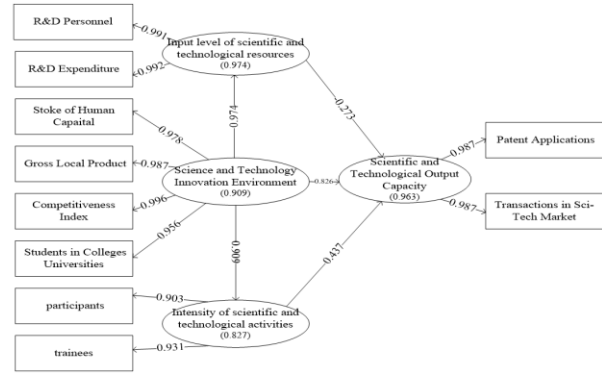 R&D Personnel
0.991
Input level of scientific and
technological resources
(0.974)
R&D Expenditure
0.992
0.974
0.273
Stoke of Human
Capaital
0.978
Gross Local Product
0.987
Science and Technology
Innovation Environment
(0.909)
0.826
Scientific and
Technological Output
Capacity
(0.963)
0.987
Patent Applications
Competitiveness
Index
0.996
0.987
Transactions in Sci-
Tech Market
Students in Colleges
Universities
0.956
0.909
0.437
participants
0.903
Intensity of scientific and
technological activities
(0.827)
trainees
0.931